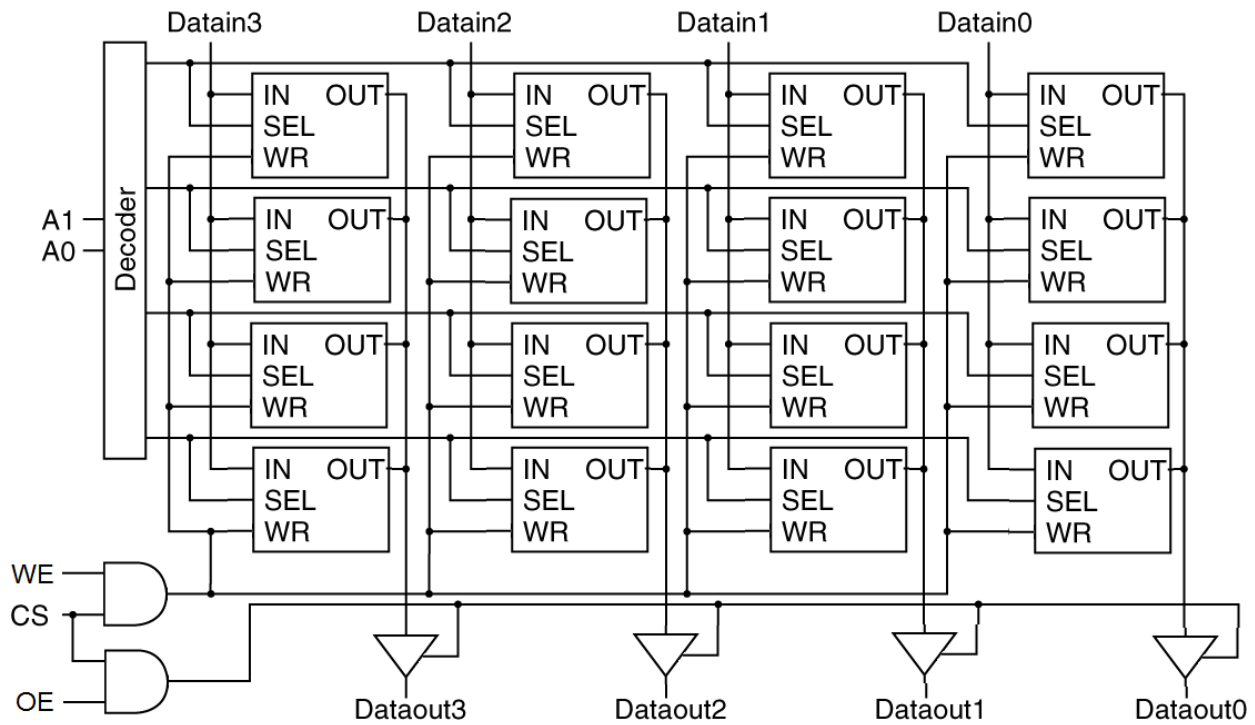 Datain3 Datain2 Datain1 Datain0
IN OUT IN OUT IN OUT IN OUT
SEL SEL SEL SEL
WR WR WR WR
Decoder
A1
A0
IN OUT IN OUT IN OUT IN OUT
SEL SEL SEL SEL
WR WR WR WR
IN OUT IN OUT IN OUT IN OUT
SEL SEL SEL SEL
WR WR WR WR
IN OUT IN OUT IN OUT IN OUT
SEL SEL SEL SEL
WR WR WR WR
WE
CS
OE
Dataout3 Dataout2 Dataout1 Dataout0